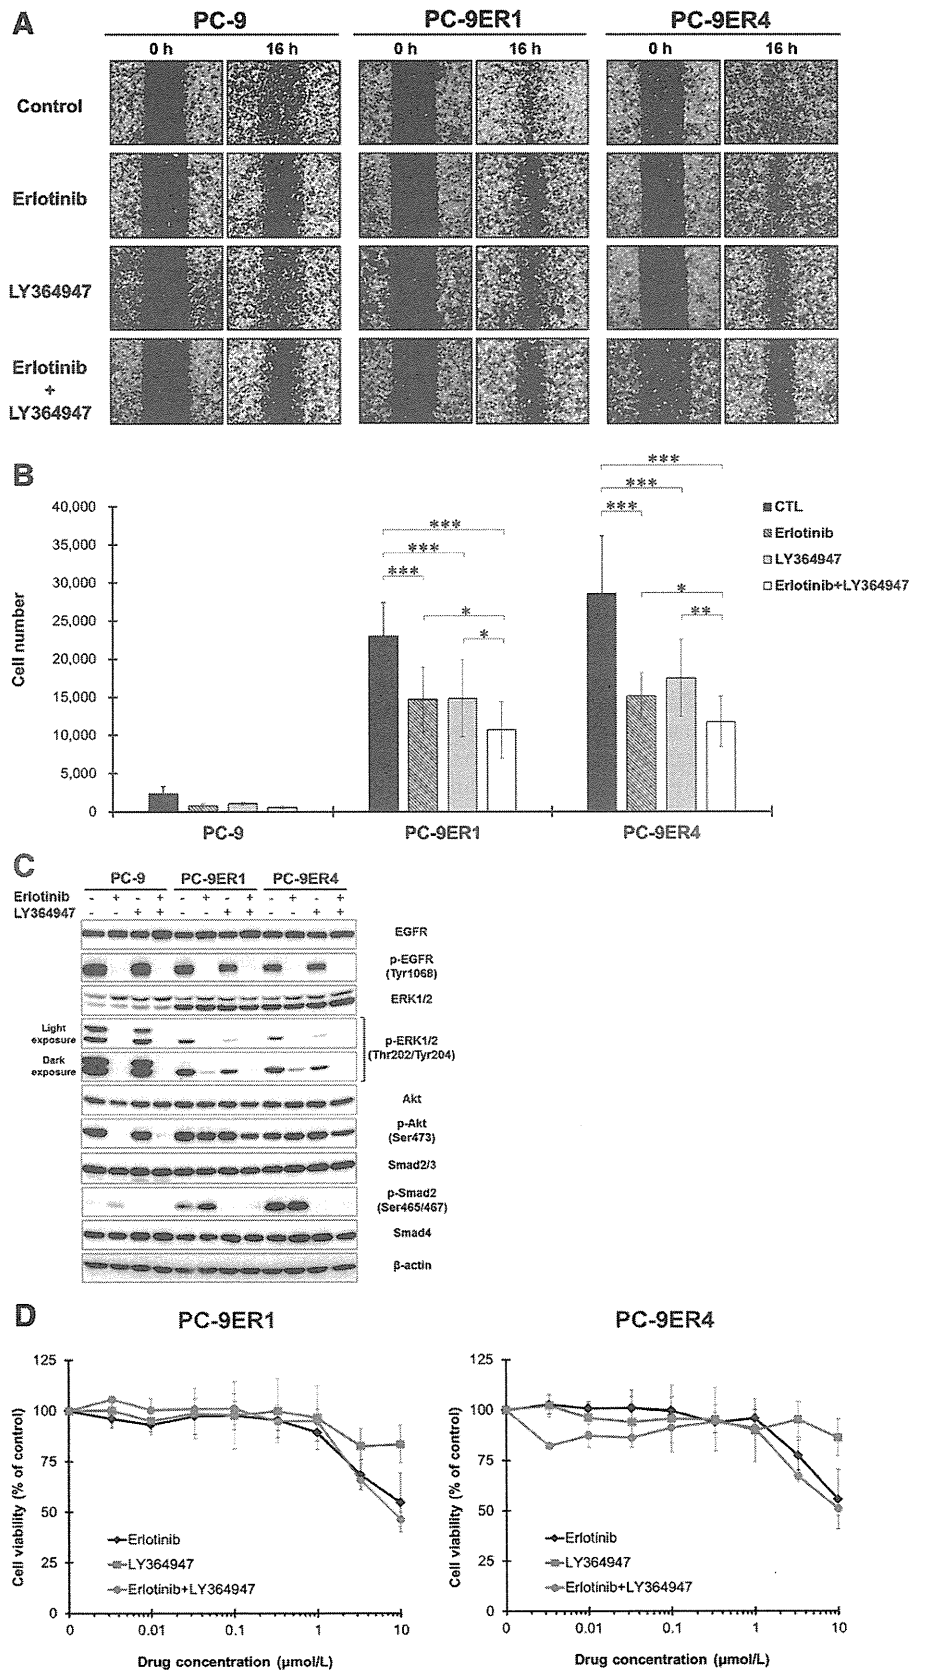 A
PC-9 PC-9ER1 PC-9ER4
0 h 16 h 0 h 16 h 0 h 16 h
Control
Erlotinib
LY364947
Erlotinib
+
LY364947
B
Cell number
40,000
35,000
30,000
25,000
20,000
15,000
10,000
5,000
0
*** *** *** * *
*** *** *** * **
CTL
Erlotinib
LY364947
Erlotinib+LY364947
PC-9 PC-9ER1 PC-9ER4
C
PC-9 PC-9ER1 PC-9ER4
Erlotinib - + - + - + - + - + - +
LY364947 - - + + - - + + - - + +
EGFR
p-EGFR
(Tyr1068)
ERK1/2
Light
exposure
p-ERK1/2
(Thr202/Tyr204)
Dark
exposure
Akt
p-Akt
(Ser473)
Smad2/3
p-Smad2
(Ser465/467)
Smad4
β-actin
D
PC-9ER1
Cell viability (% of control)
125
100
75
50
25
0
Erlotinib
LY364947
Erlotinib+LY364947
0 0.01 0.1 1 10
Drug concentration (µmol/L)
PC-9ER4
Cell viability (% of control)
125
100
75
50
25
0
Erlotinib
LY364947
Erlotinib+LY364947
0 0.01 0.1 1 10
Drug concentration (µmol/L)